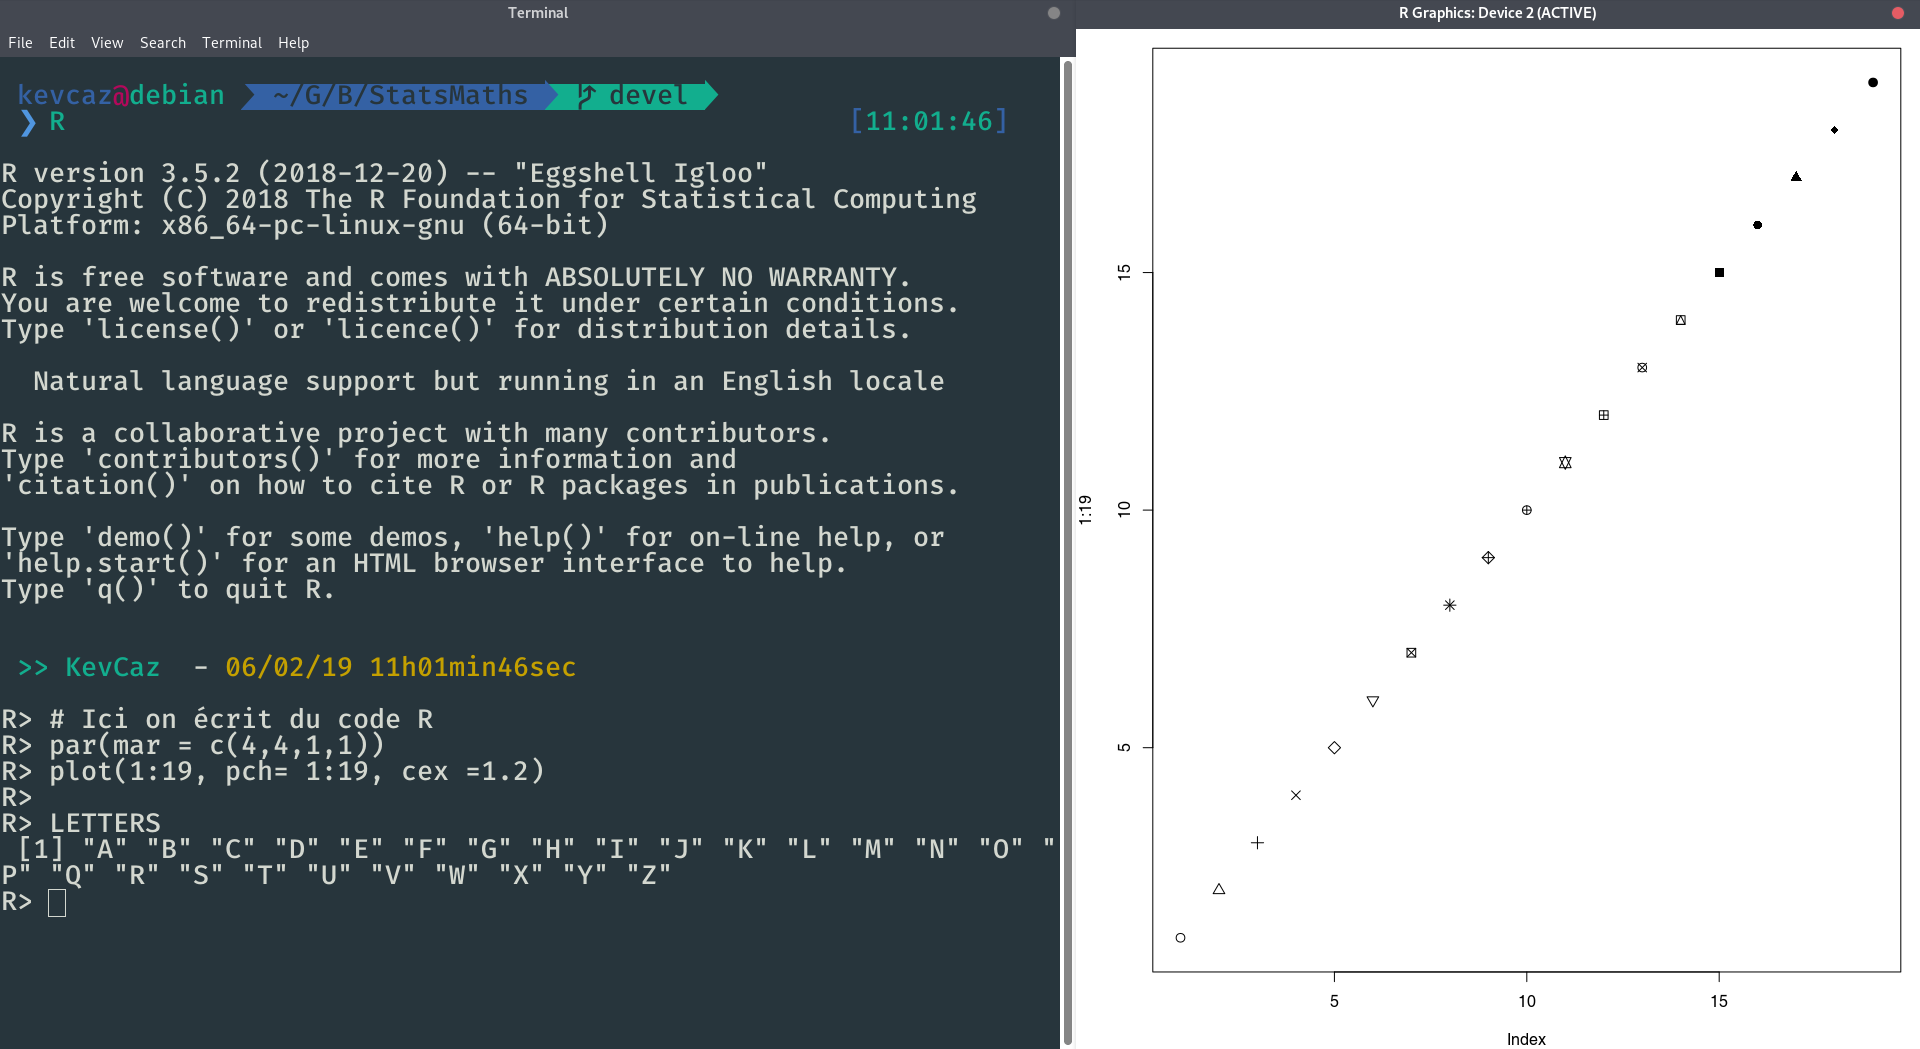 Terminal
File Edit View Search Terminal Help
kevcaz@debian ~/G/B/StatsMaths devel
❯ R [11:01:46]
R version 3.5.2 (2018-12-20) -- "Eggshell Igloo"
Copyright (C) 2018 The R Foundation for Statistical Computing
Platform: x86_64-pc-linux-gnu (64-bit)
R is free software and comes with ABSOLUTELY NO WARRANTY.
You are welcome to redistribute it under certain conditions.
Type 'license()' or 'licence()' for distribution details.
Natural language support but running in an English locale
R is a collaborative project with many contributors.
Type 'contributors()' for more information and
'citation()' on how to cite R or R packages in publications.
Type 'demo()' for some demos, 'help()' for on-line help, or
'help.start()' for an HTML browser interface to help.
Type 'q()' to quit R.
>> KevCaz - 06/02/19 11h01min46sec
R> # Ici on écrit du code R
R> par(mar = c(4,4,1,1))
R> plot(1:19, pch= 1:19, cex =1.2)
R>
R> LETTERS
[1] "A" "B" "C" "D" "E" "F" "G" "H" "I" "J" "K" "L" "M" "N" "O" "
P" "Q" "R" "S" "T" "U" "V" "W" "X" "Y" "Z"
R>
R Graphics: Device 2 (ACTIVE)
15
10
5
1:19
5 10 15
Index